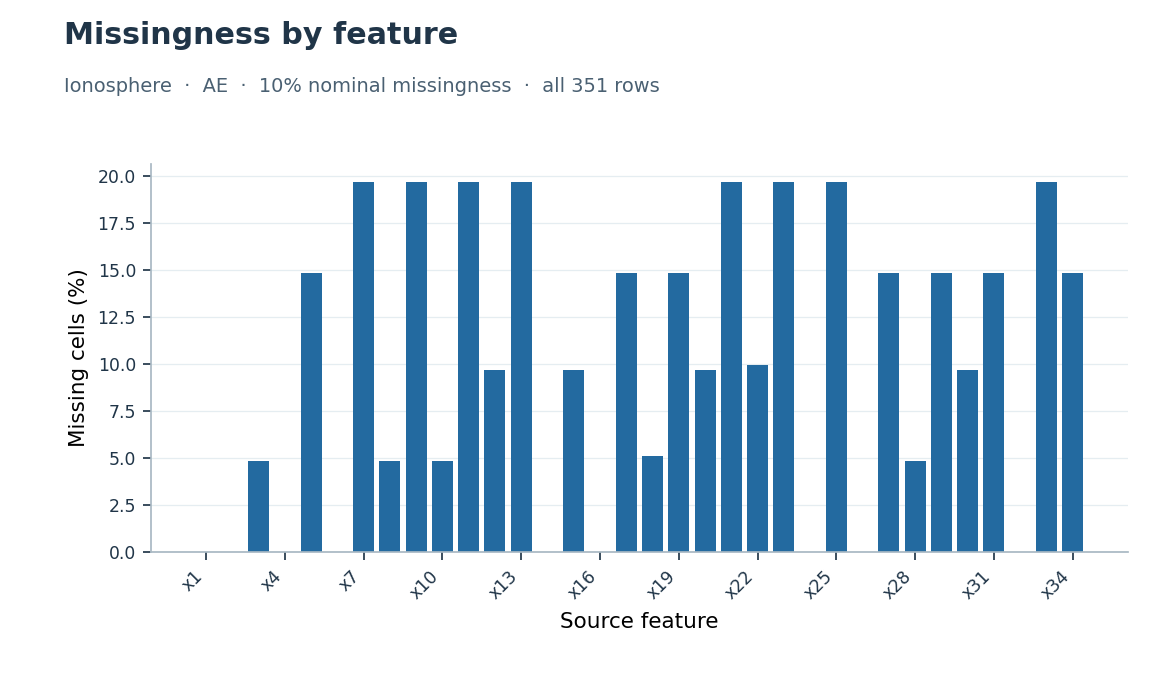 Missingness by feature
Ionosphere · AE · 10% nominal missingness · all 351 rows
20.0
17.5
15.0
12.5
10.0
7.5
5.0
2.5
0.0
Missing cells (%)
x1 x4 x7 x10 x13 x16 x19 x22 x25 x28 x31 x34
Source feature